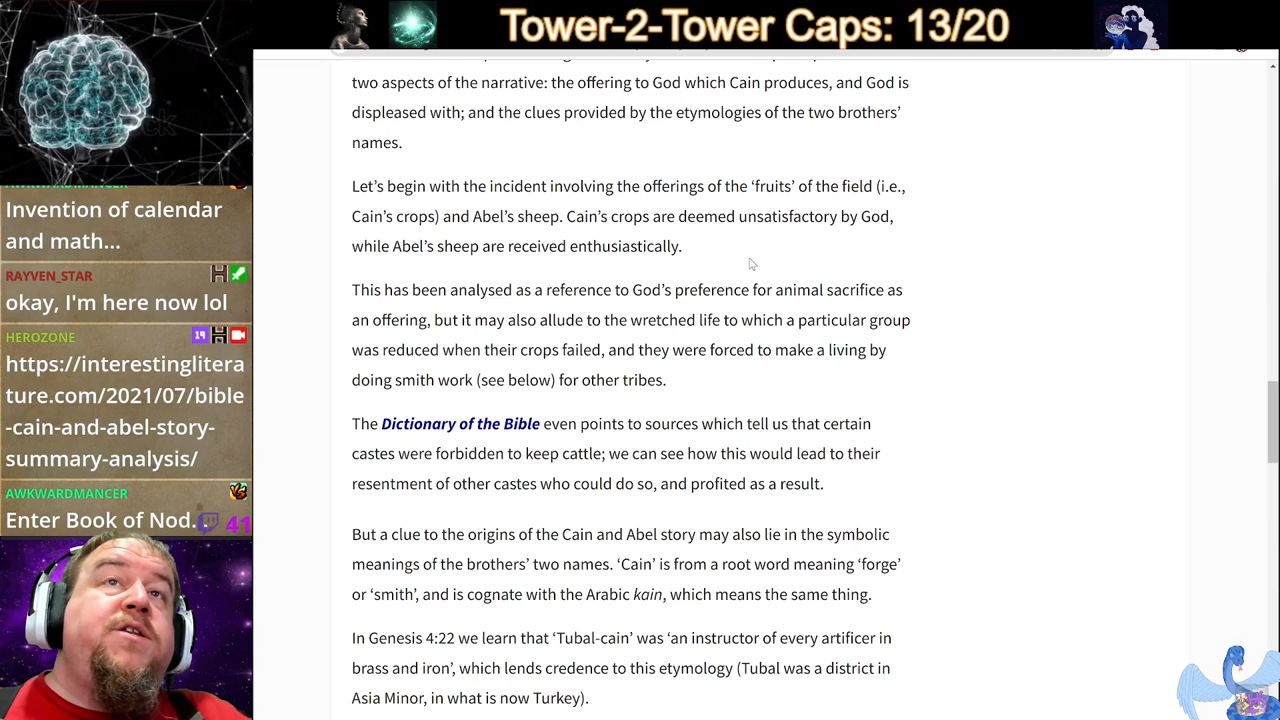 Tower-2-Tower Caps: 13/20
two aspects of the narrative: the offering to God which Cain produces, and God is
displeased with; and the clues provided by the etymologies of the two brothers’
names.
Let’s begin with the incident involving the offerings of the ‘fruits’ of the field (i.e.,
Cain’s crops) and Abel’s sheep. Cain’s crops are deemed unsatisfactory by God,
while Abel’s sheep are received enthusiastically.
This has been analysed as a reference to God’s preference for animal sacrifice as
an offering, but it may also allude to the wretched life to which a particular group
was reduced when their crops failed, and they were forced to make a living by
doing smith work (see below) for other tribes.
The Dictionary of the Bible even points to sources which tell us that certain
castes were forbidden to keep cattle; we can see how this would lead to their
resentment of other castes who could do so, and profited as a result.
But a clue to the origins of the Cain and Abel story may also lie in the symbolic
meanings of the brothers’ two names. ‘Cain’ is from a root word meaning ‘forge’
or ‘smith’, and is cognate with the Arabic kain, which means the same thing.
In Genesis 4:22 we learn that ‘Tubal-cain’ was ‘an instructor of every artificer in
brass and iron’, which lends credence to this etymology (Tubal was a district in
Asia Minor, in what is now Turkey).
AWKWARDMANCER
Invention of calendar
and math...
RAYVEN_STAR
okay, I'm here now lol
HEROZONE
19
https://interestinglitera
ture.com/2021/07/bible
-cain-and-abel-story-
summary-analysis/
AWKWARDMANCER
Enter Book of Nod..
41